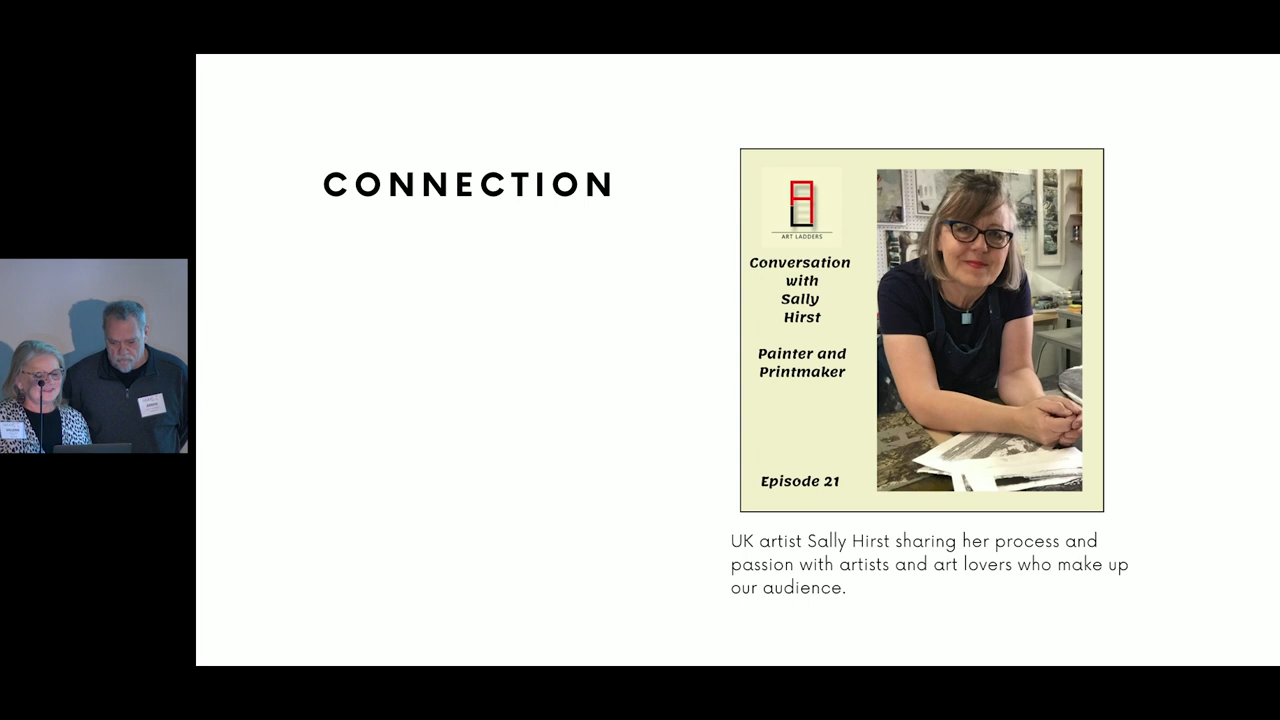 CONNECTION
ART LADDERS
Conversation
with
Sally
Hirst
Painter and
Printmaker
Episode 21
UK artist Sally Hirst sharing her process and
passion with artists and art lovers who make up
our audience.